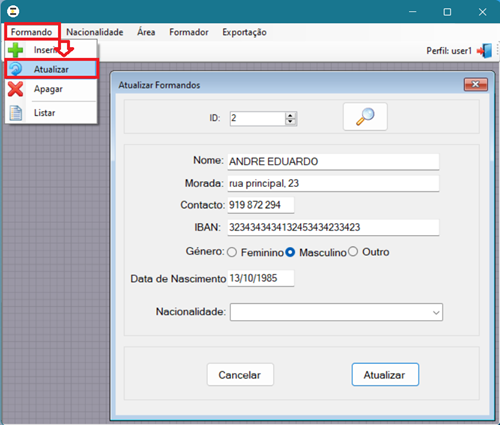 Formando Nacionalidade Área Formador Exportação
Perfil: user1
Inserir
Atualizar
Apagar
Listar
Atualizar Formandos
ID: 2
Nome: ANDRE EDUARDO
Morada: rua principal, 23
Contacto: 919 872 294
IBAN: 3234343434132453434233423
Género: Feminino Masculino Outro
Data de Nascimento 13/10/1985
Nacionalidade:
Cancelar Atualizar